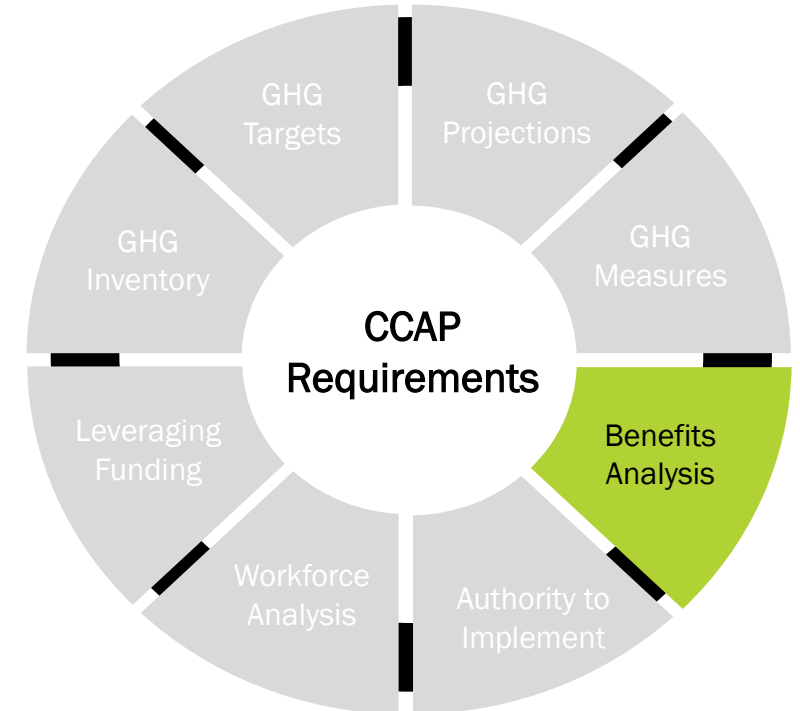 GHG
Targets
GHG
Projections
GHG
Inventory
GHG
Measures
CCAP
Requirements
Leveraging
Funding
Benefits
Analysis
Workforce
Analysis
Authority to
Implement